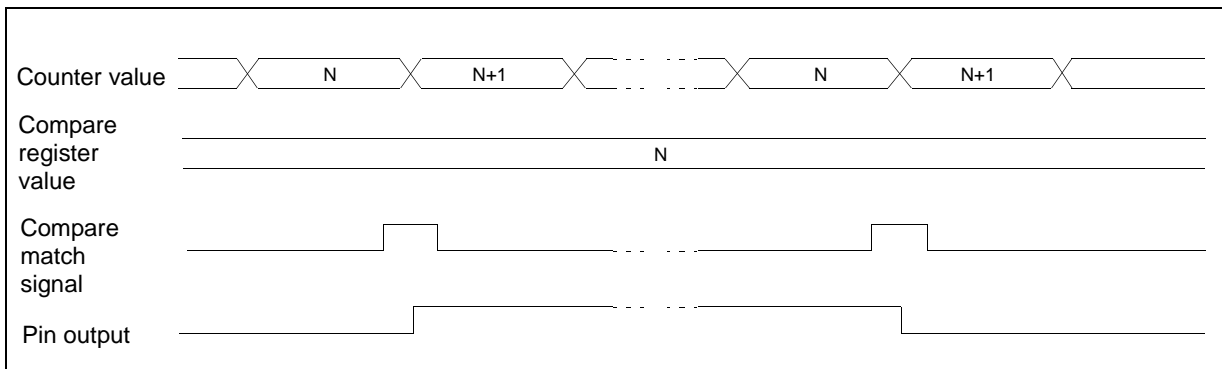 Counter value
N
N+1
N
N+1
Compare
register
value
N
Compare
match
signal
Pin output